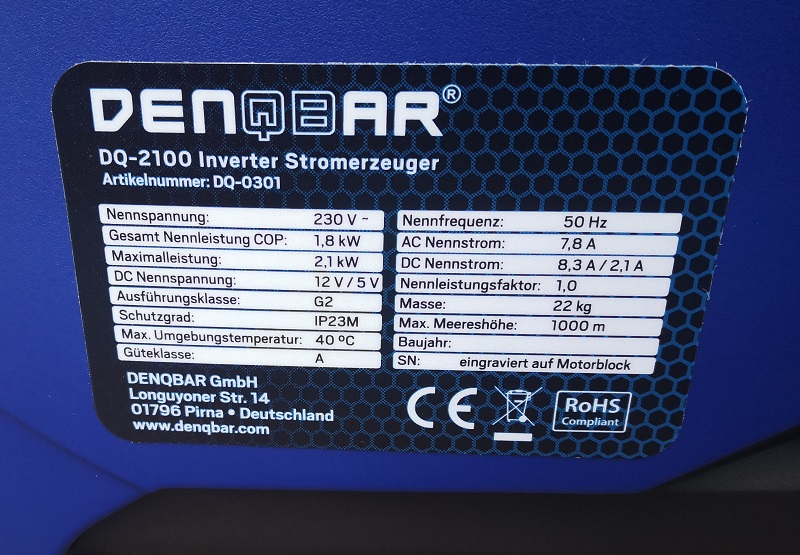 DENQBAR®
DQ-2100 Inverter Stromerzeuger
Artikelnummer: DQ-0301
Nennspannung: 230 V ~
Gesamt Nennleistung COP: 1,8 kW
Maximalleistung: 2,1 kW
DC Nennspannung: 12 V / 5 V
Ausführungsklasse: G2
Schutzgrad: IP23M
Max. Umgebungstemperatur: 40 ºC
Güteklasse: A
Nennfrequenz: 50 Hz
AC Nennstrom: 7,8 A
DC Nennstrom: 8,3 A / 2,1 A
Nennleistungsfaktor: 1,0
Masse: 22 kg
Max. Meereshöhe: 1000 m
Baujahr:
SN: eingraviert auf Motorblock
DENQBAR GmbH
Longuyoner Str. 14
01796 Pirna • Deutschland
www.denqbar.com
CE
RoHS
Compliant